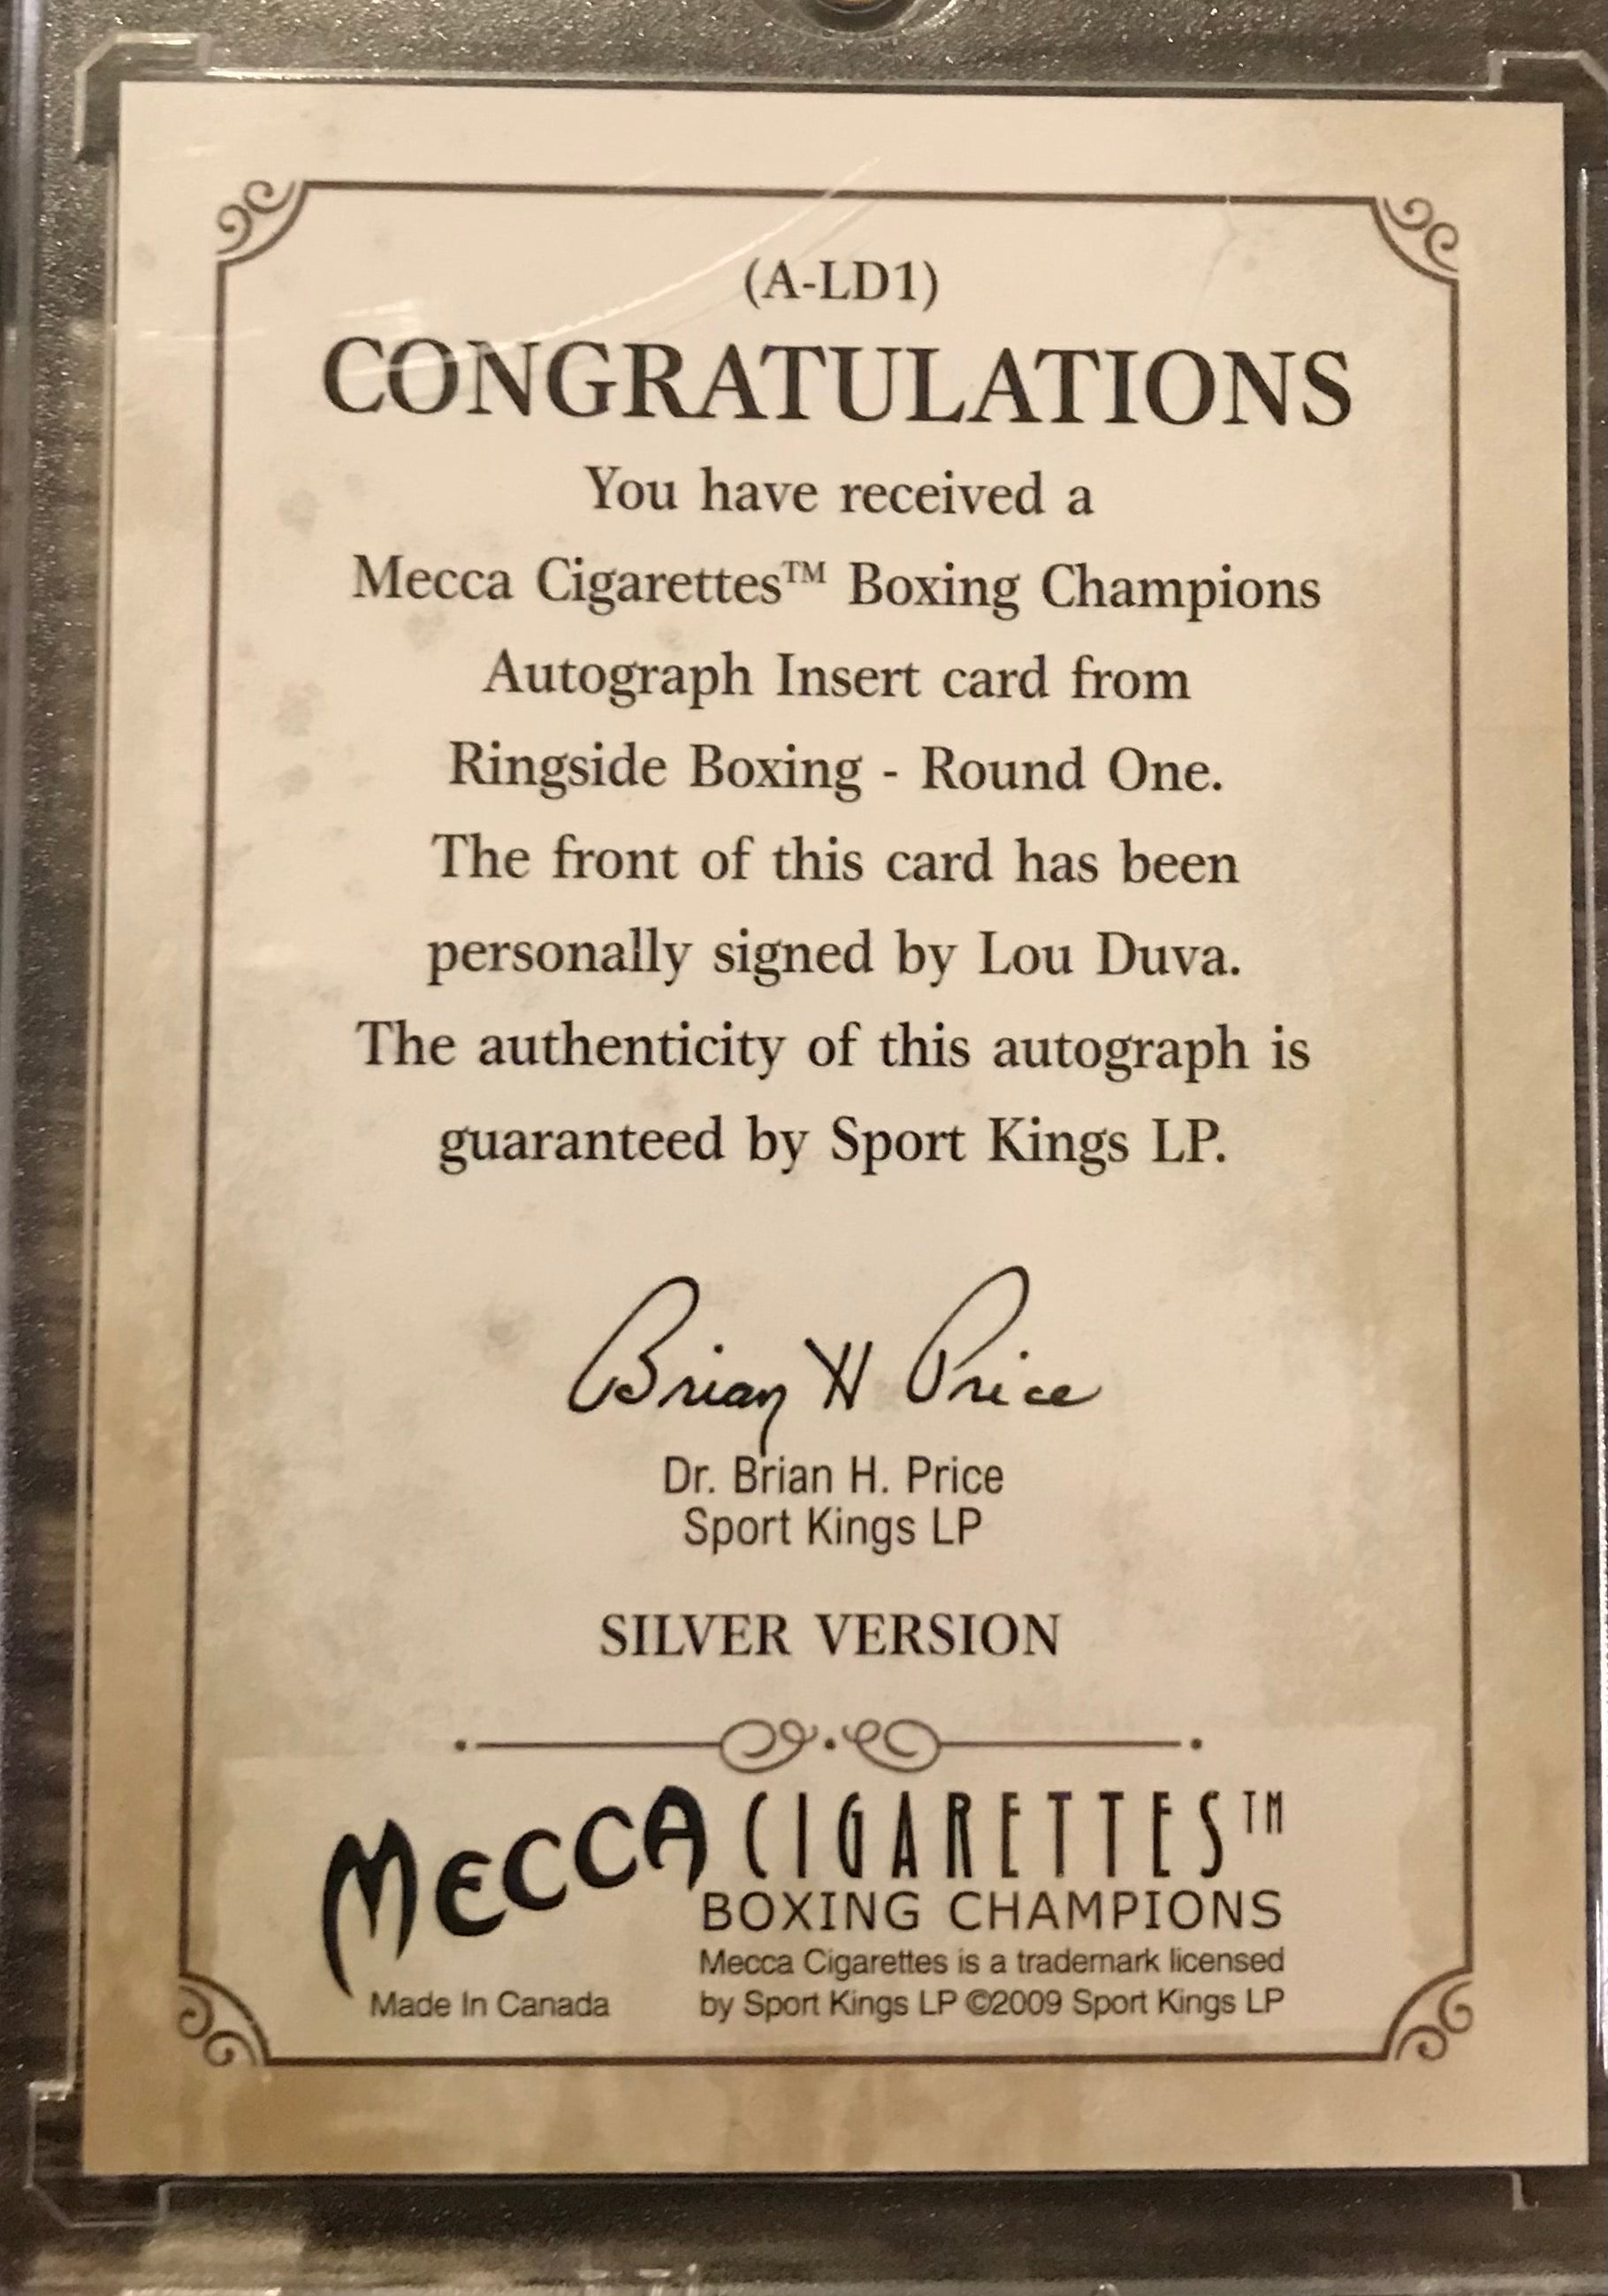 (A-LD1)
CONGRATULATIONS
You have received a
Mecca Cigarettes™ Boxing Champions
Autograph Insert card from
Ringside Boxing - Round One.
The front of this card has been
personally signed by Lou Duva.
The authenticity of this autograph is
guaranteed by Sport Kings LP.
Brian H Price
Dr. Brian H. Price
Sport Kings LP
SILVER VERSION
MECCA CIGARETTES™
BOXING CHAMPIONS
Mecca Cigarettes is a trademark licensed
Made In Canada by Sport Kings LP ©2009 Sport Kings LP